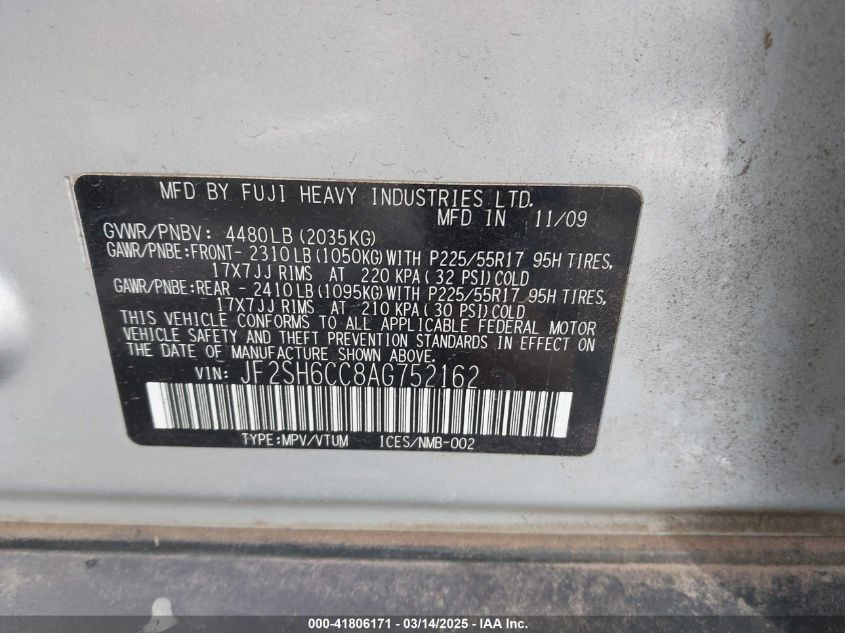 MFD BY FUJI HEAVY INDUSTRIES LTD.
MFD IN 11/09
GVWR/PNBV: 4480LB (2035KG)
GAWR/PNBE:FRONT- 2310LB (1050KG)WITH P225/55R17 95H TIRES,
17X7JJ RIMS AT 220 KPA( 32 PSI)COLD
GAWR/PNBE:REAR - 2410LB (1095KG)WITH P225/55R17 95H TIRES,
17X7JJ RIMS AT 210 KPA( 30 PSI)COLD
THIS VEHICLE CONFORMS TO ALL APPLICABLE FEDERAL MOTOR
VEHICLE SAFETY AND THEFT PREVENTION STANDARDS IN EFFECT ON
THE DATE OF MANUFACTURE SHOWN ABOVE.
VIN: JF2SH6CC8AG752162
TYPE:MPV/VTUM ICES/NMB-002
000-41806171 - 03/14/2025 - IAAI.com